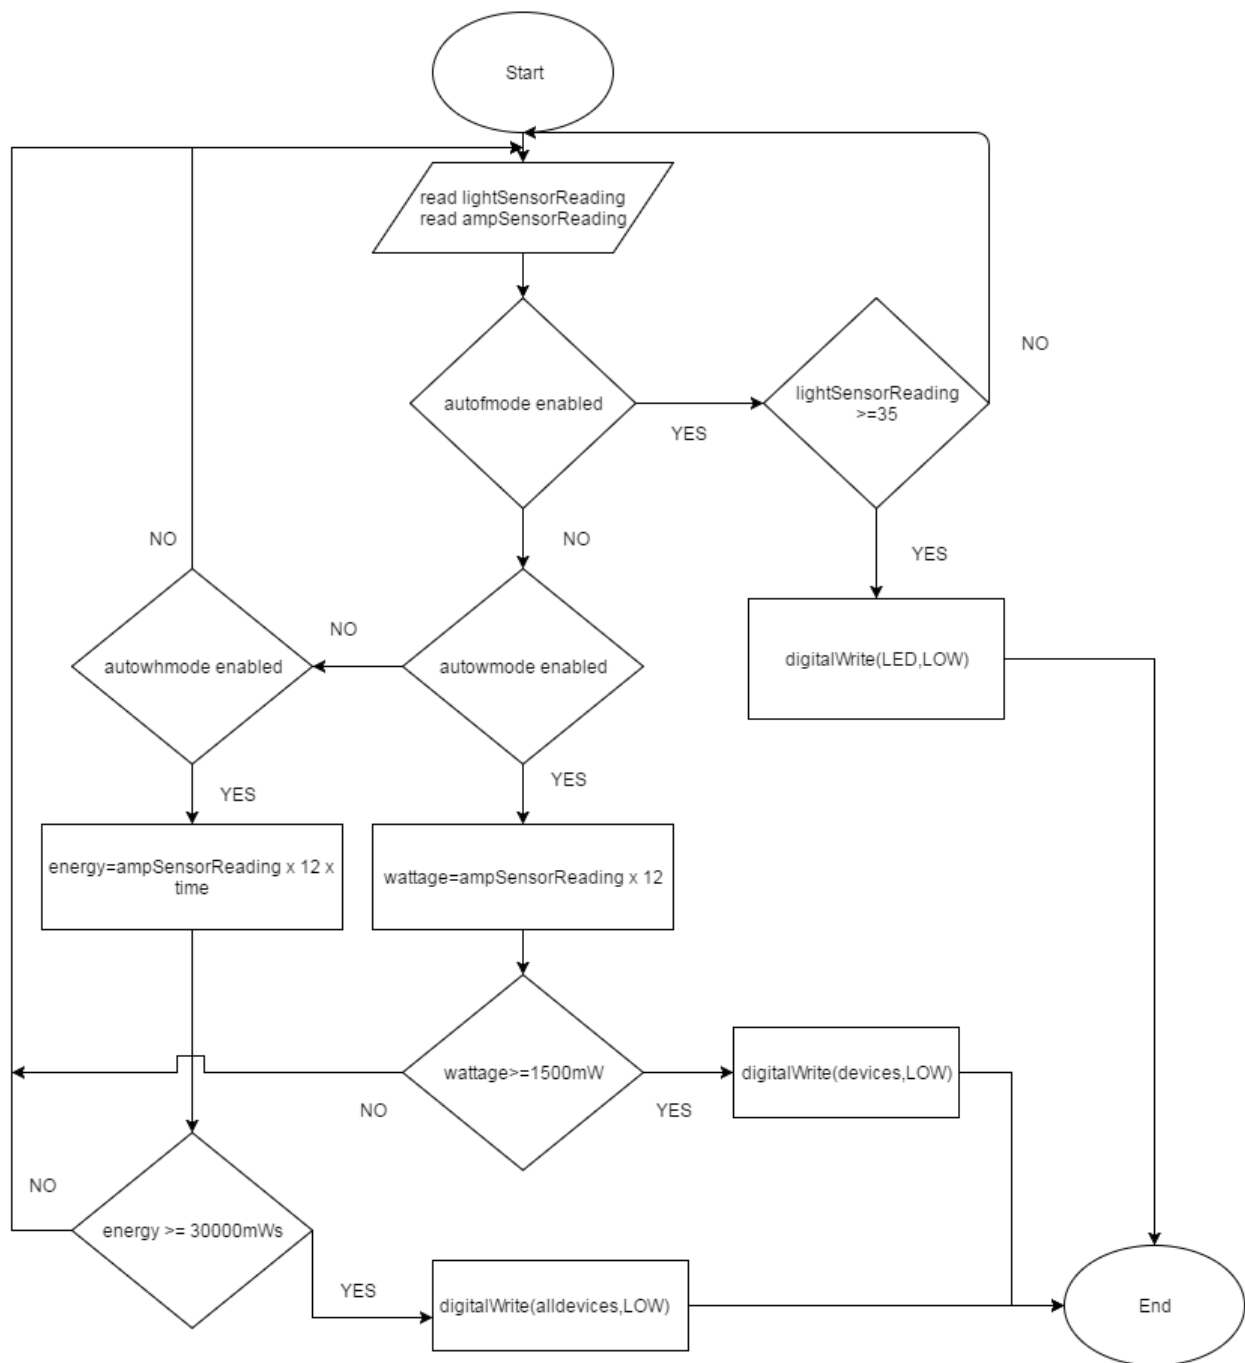 Start
read lightSensorReading
read ampSensorReading
NO
lightSensorReading
>=35
autofmode enabled
YES
NO
NO
YES
NO
autowhmode enabled
autowmode enabled
digitalWrite(LED,LOW)
YES
YES
energy=ampSensorReading x 12 x
time
wattage=ampSensorReading x 12
wattage>=1500mW
digitalWrite(devices,LOW)
NO
YES
NO
energy >= 30000mWs
YES
digitalWrite(alldevices,LOW)
End